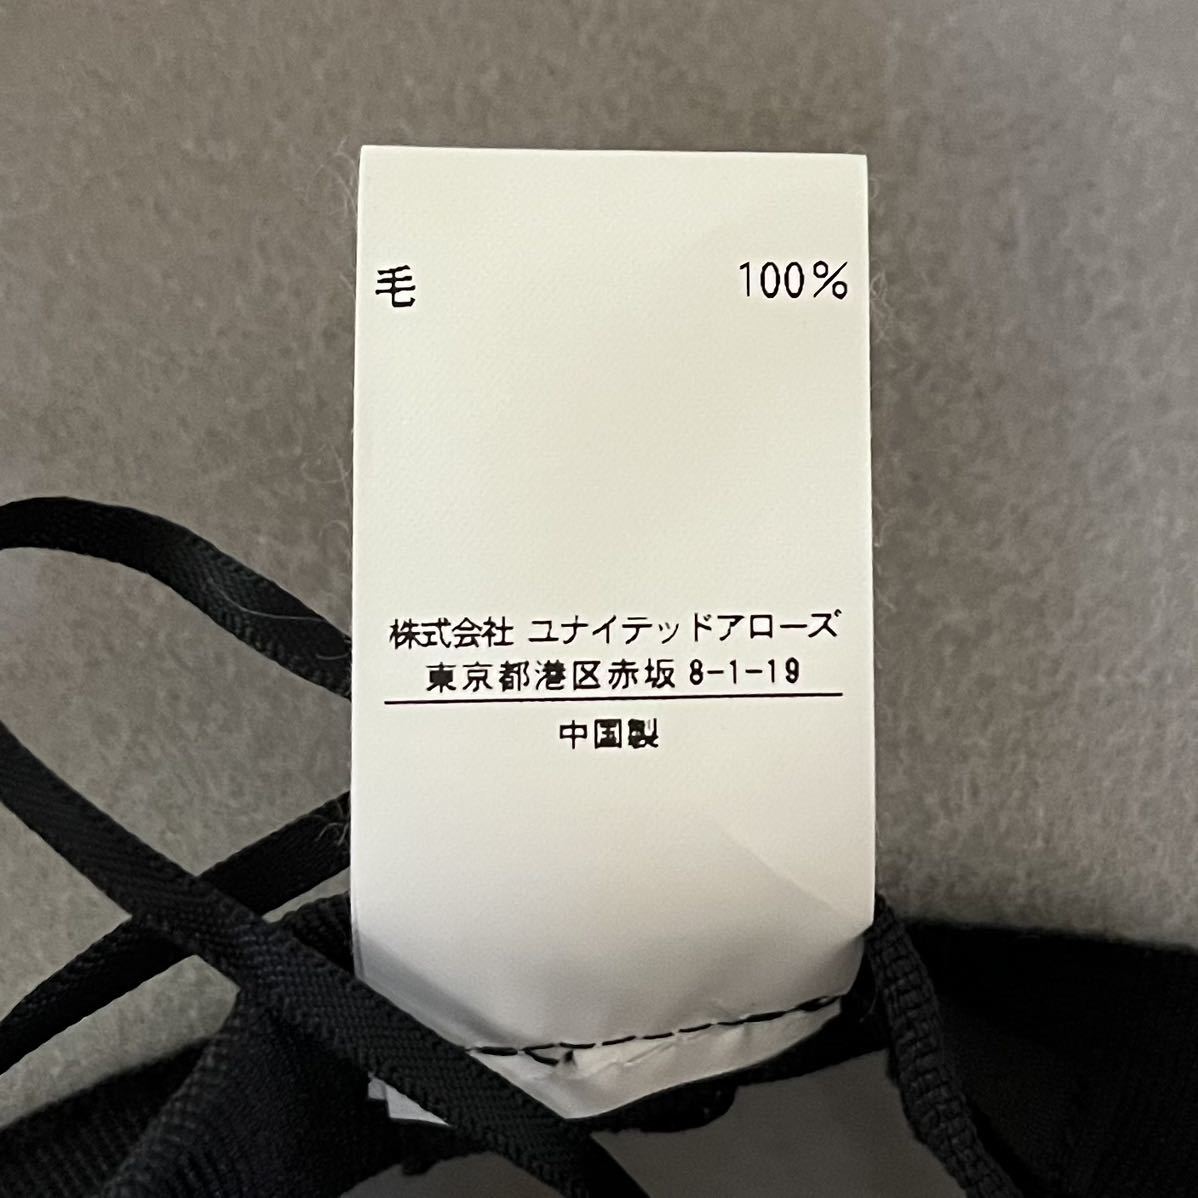 毛 100%
株式会社 ユナイテッドアローズ
東京都港区赤坂 8-1-19
中国製